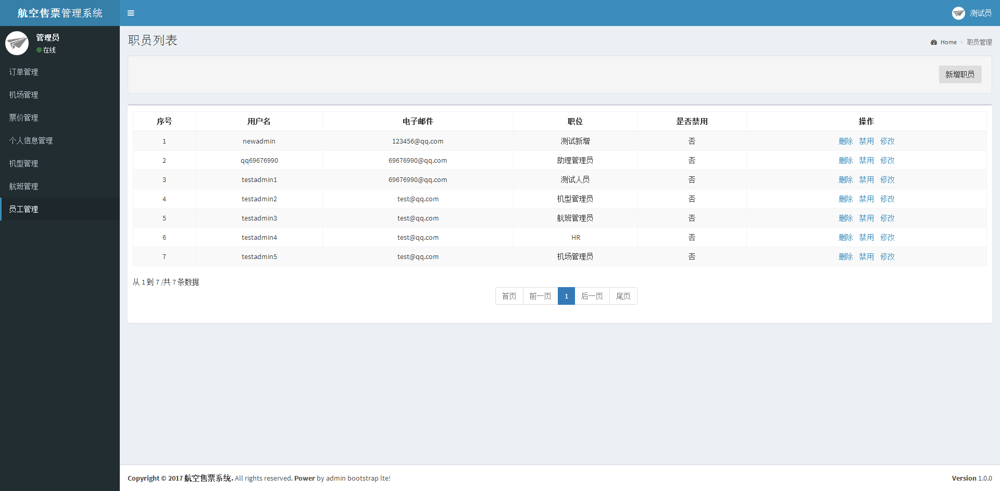 航空售票管理系统
测试员
管理员
在线
订单管理
机场管理
票价管理
个人信息管理
机型管理
航班管理
员工管理
职员列表
Home > 职员管理
新增职员
序号 用户名 电子邮件 职位 是否禁用 操作
1 newadmin 123456@qq.com 测试新增 否 删除 禁用 修改
2 qq69676990 69676990@qq.com 助理管理员 否 删除 禁用 修改
3 testadmin1 69676990@qq.com 测试人员 否 删除 禁用 修改
4 testadmin2 test@qq.com 机型管理员 否 删除 禁用 修改
5 testadmin3 test@qq.com 航班管理员 否 删除 禁用 修改
6 testadmin4 test@qq.com HR 否 删除 禁用 修改
7 testadmin5 test@qq.com 机场管理员 否 删除 禁用 修改
从 1 到 7 /共 7 条数据
首页 前一页 1 后一页 尾页
Copyright © 2017 航空售票系统. All rights reserved. Power by admin bootstrap lte!
Version 1.0.0